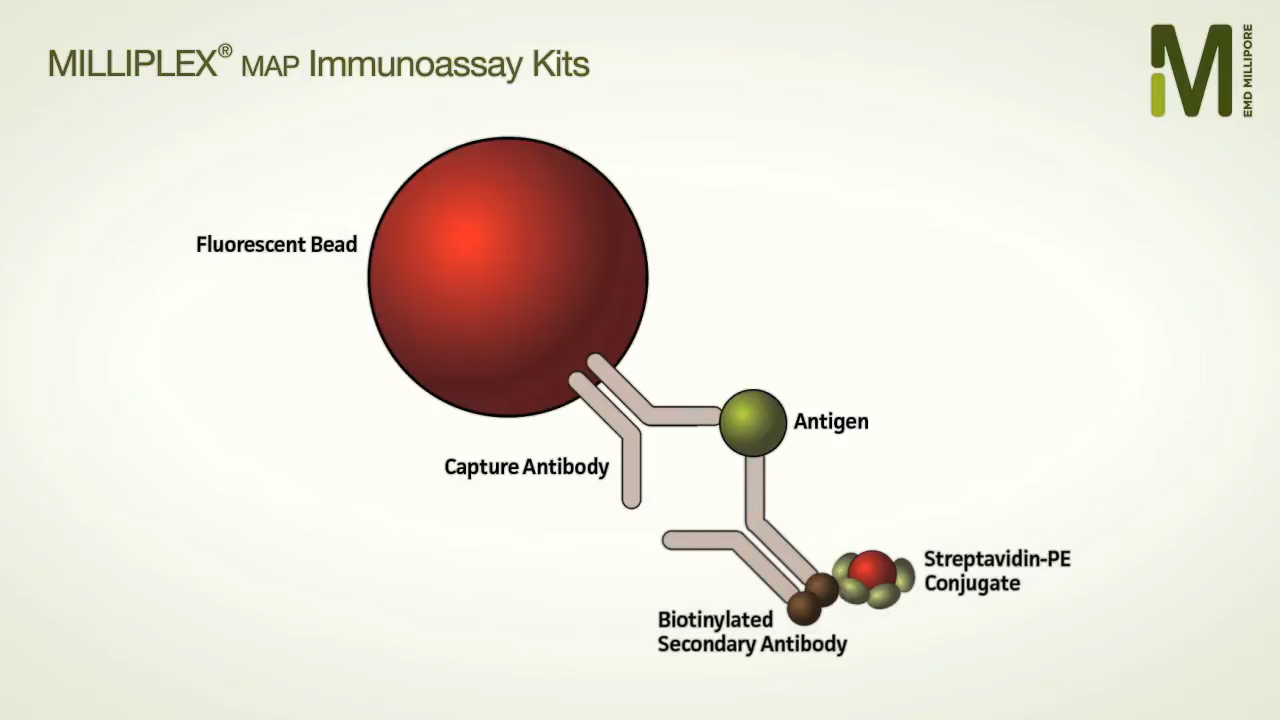 MILLIPLEX® MAP Immunoassay Kits
M
EMD MILLIPORE
Fluorescent Bead
Antigen
Capture Antibody
Streptavidin-PE
Conjugate
Biotinylated
Secondary Antibody